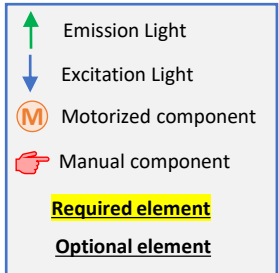 Emission Light
Excitation Light
M Motorized component
Manual component
Required element
Optional element